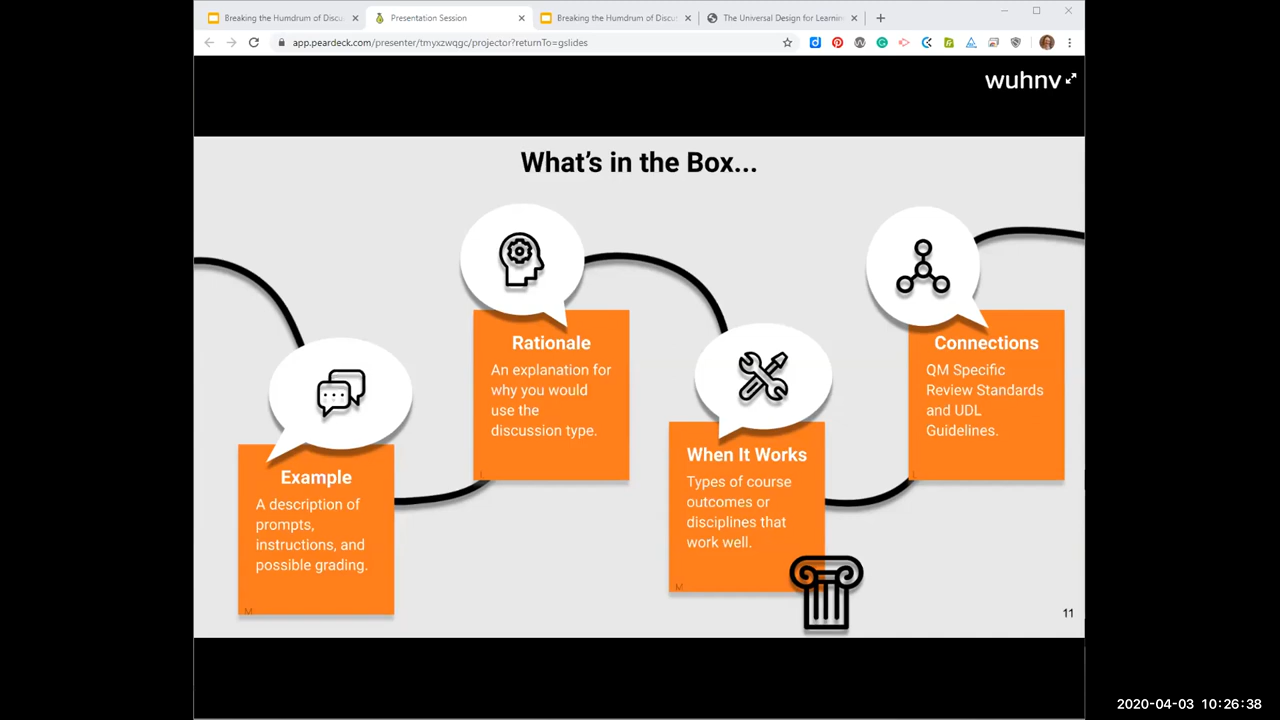 Breaking the Humdrum of Discu
Presentation Session
Breaking the Humdrum of Discu
The Universal Design for Learnin
app.peardeck.com/presenter/tmyxzwqgc/projector?returnTo=gslides
wuhnv
What's in the Box...
Example
A description of
prompts,
instructions, and
possible grading.
M
Rationale
An explanation for
why you would
use the
discussion type.
When It Works
Types of course
outcomes or
disciplines that
work well.
M
Connections
QM Specific
Review Standards
and UDL
Guidelines.
11
2020-04-03 10:26:38